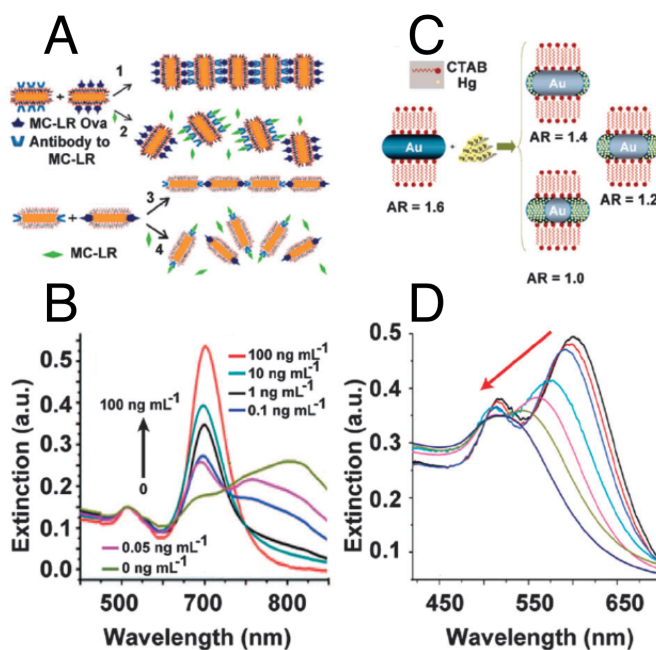 A
1
2
MC-LR Ova
Antibody to
MC-LR
3
4
MC-LR
C
CTAB
Hg
Au
AR = 1.6
Au
AR = 1.4
Au
AR = 1.2
Au
AR = 1.0
B
Extinction (a.u.)
0.5
0.4
0.3
0.2
0.1
0.0
100 ng mL⁻¹
0
100 ng mL⁻¹
10 ng mL⁻¹
1 ng mL⁻¹
0.1 ng mL⁻¹
0.05 ng mL⁻¹
0 ng mL⁻¹
500 600 700 800
Wavelength (nm)
D
Extinction (a.u.)
0.5
0.4
0.3
0.2
0.1
450 550 650
Wavelength (nm)